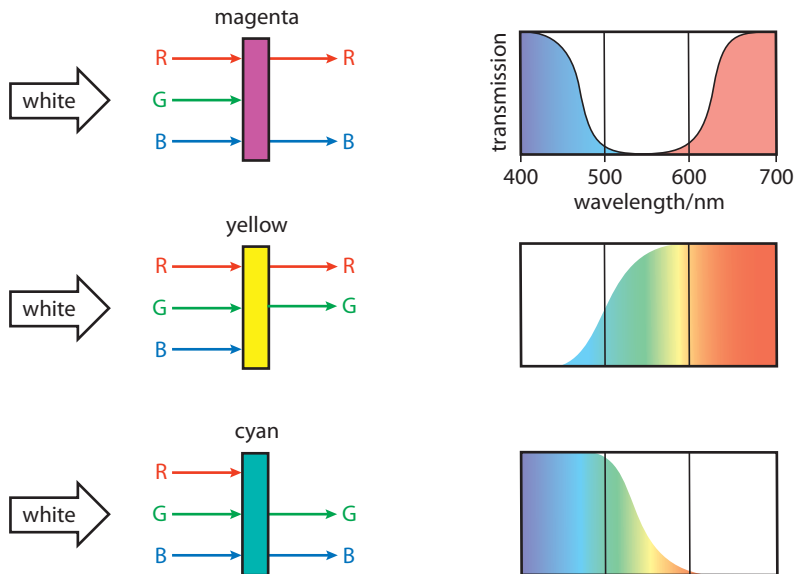 magenta
R R
white G
B B
transmission
400 500 600 700
wavelength/nm
yellow
R R
white G G
B
cyan
R
white G G
B B